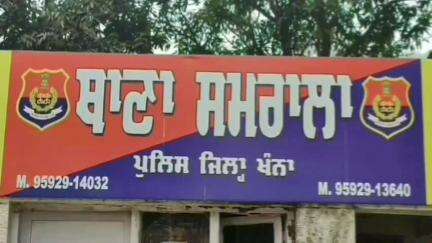 ਥਾਣਾ ਸਮਰਾਲਾ
ਪੁਲਿਸ ਜਿਲ੍ਹਾ ਖੰਨਾ
M. 95929-14032 M. 95929-13640